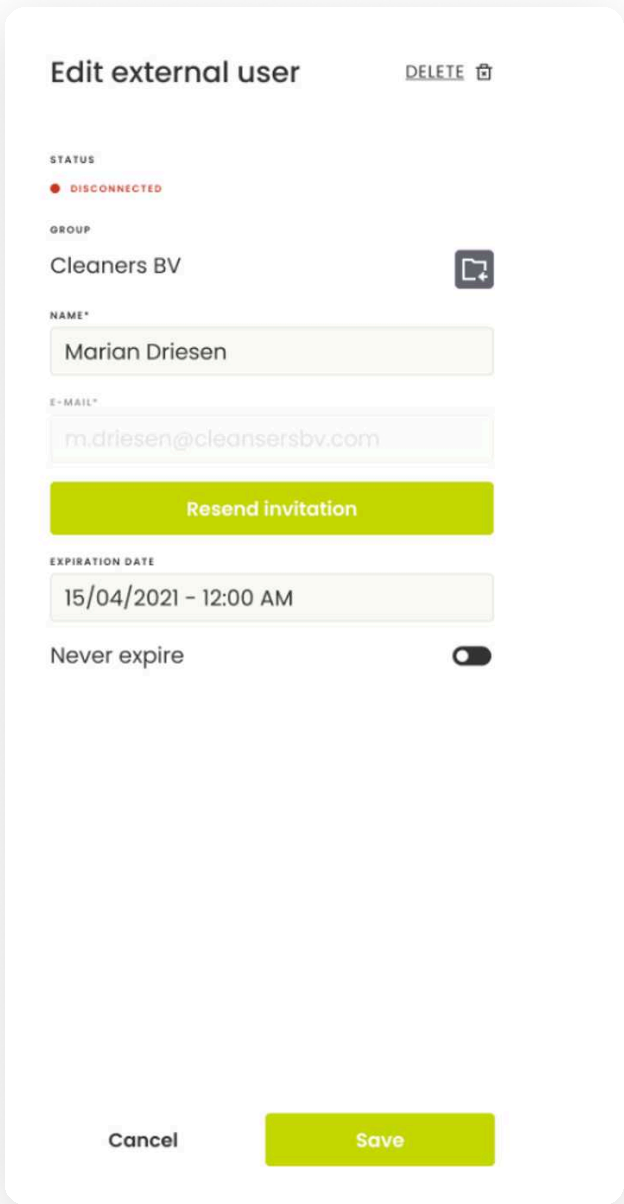 Edit external user
DELETE
STATUS
DISCONNECTED
GROUP
Cleaners BV
NAME*
Marian Driesen
E-MAIL*
m.driesen@cleansersbv.com
Resend invitation
EXPIRATION DATE
15/04/2021 - 12:00 AM
Never expire
Cancel
Save